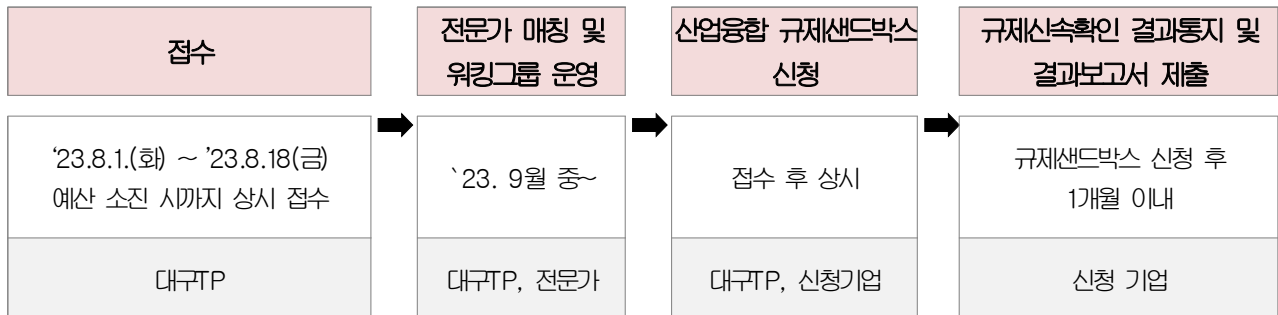 접수
전문가 매칭 및
워킹그룹 운영
산업융합 규제샌드박스
신청
규제신속확인 결과통지 및
결과보고서 제출
‘23.8.1.(화) ~ ’23.8.18(금)
예산 소진 시까지 상시 접수
`23. 9월 중~
접수 후 상시
규제샌드박스 신청 후
1개월 이내
대구TP
대구TP, 전문가
대구TP, 신청기업
신청 기업